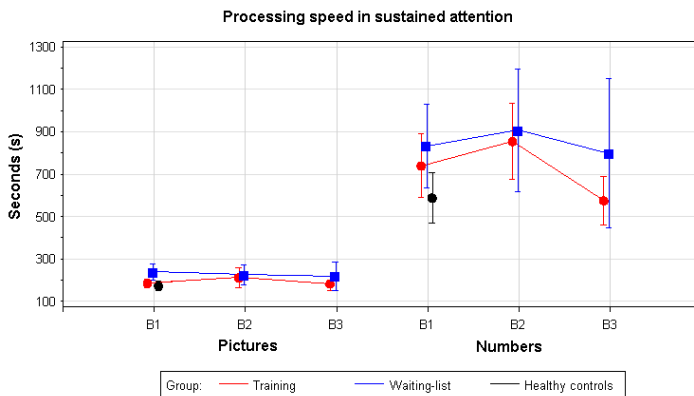 Processing speed in sustained attention
Seconds (s)
1300
1100
900
700
500
300
100
B1 B2 B3 B1 B2 B3
Pictures Numbers
Group: Training Waiting-list Healthy controls